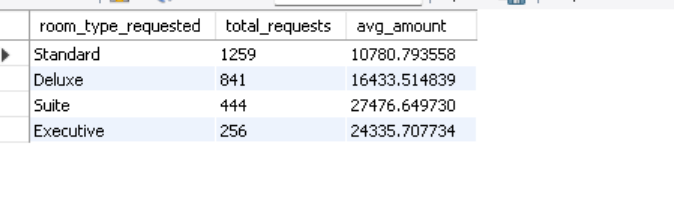 room_type_requested total_requests avg_amount
Standard 1259 10780.793558
Deluxe 841 16433.514839
Suite 444 27476.649730
Executive 256 24335.707734